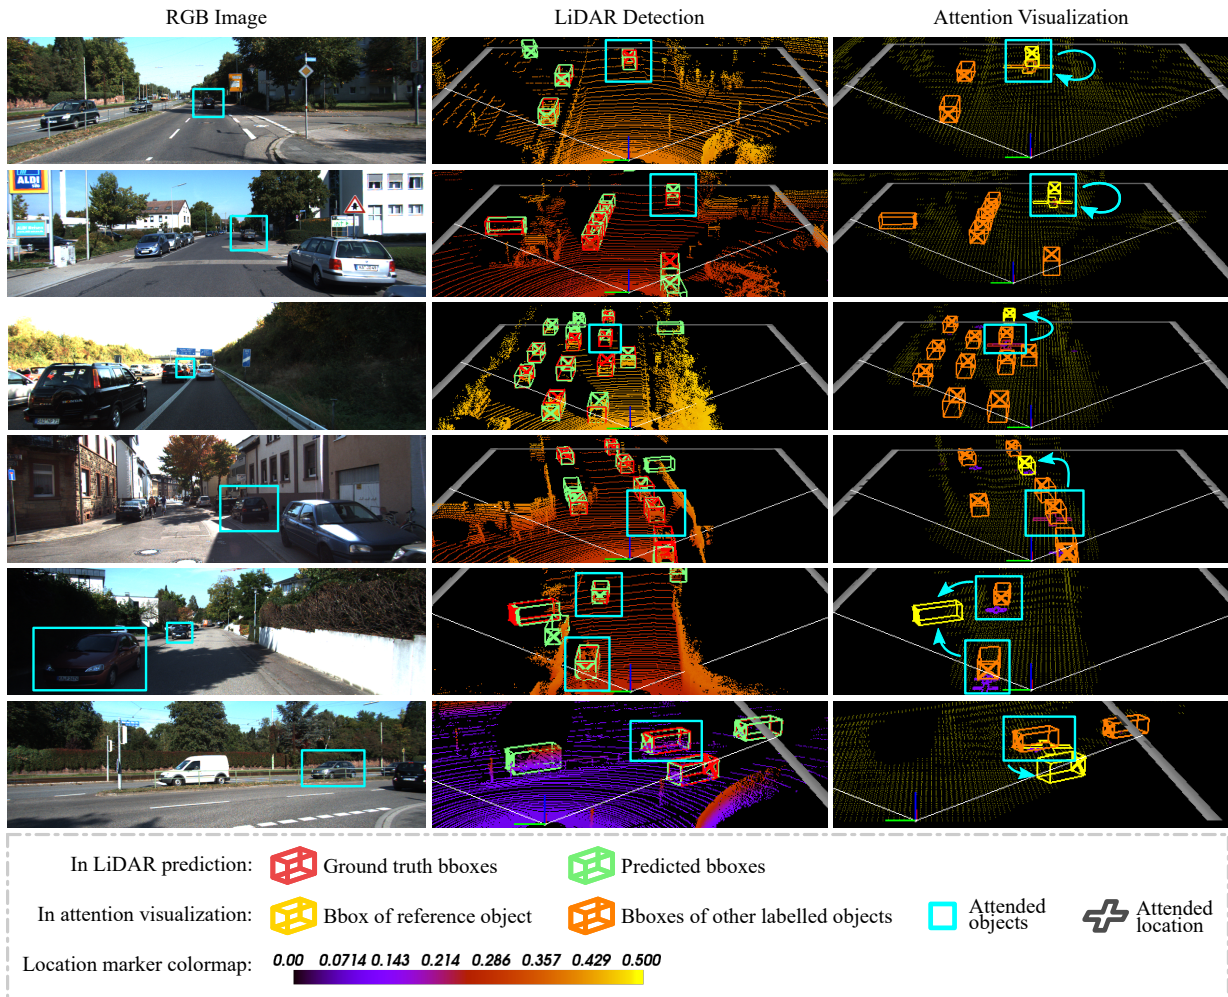 RGB Image
LiDAR Detection
Attention Visualization
ALDI
In LiDAR prediction:
Ground truth bboxes
Predicted bboxes
In attention visualization:
Bbox of reference object
Bboxes of other labelled objects
Attended
objects
Attended
location
Location marker colormap:
0.00 0.0714 0.143 0.214 0.286 0.357 0.429 0.500